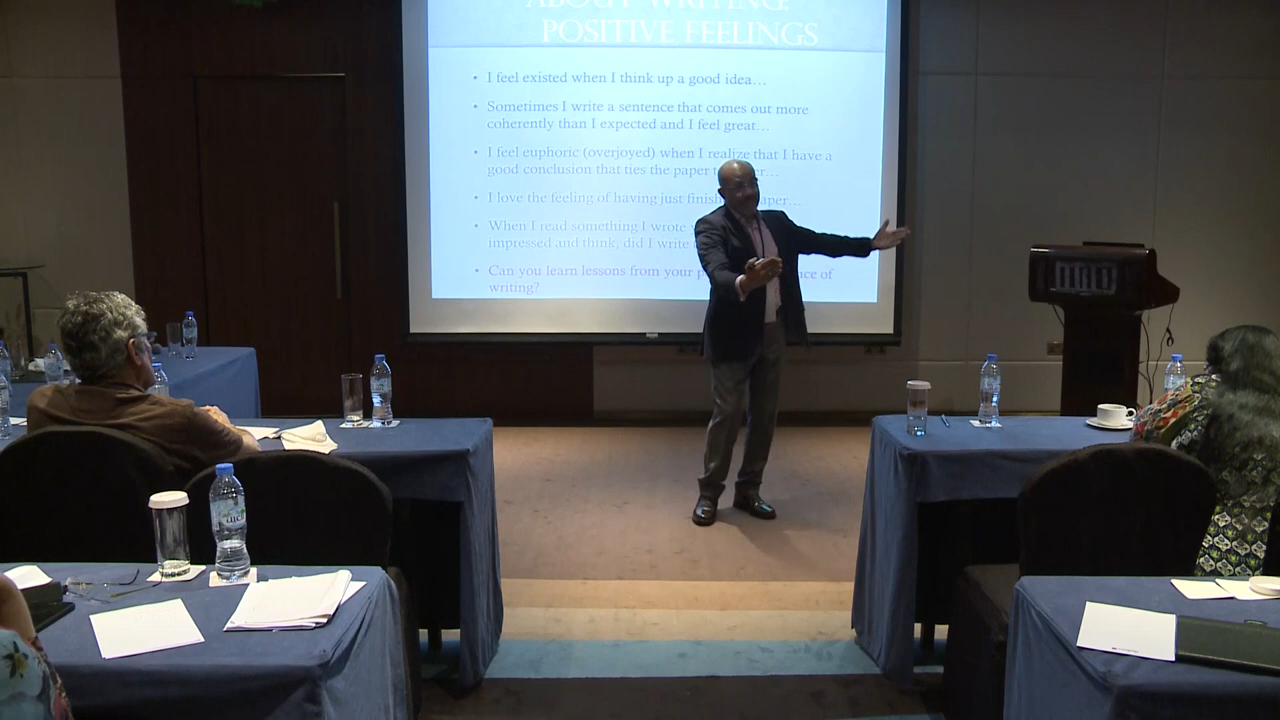 ABOUT WRITING:
POSITIVE FEELINGS
• I feel existed when I think up a good idea…
• Sometimes I write a sentence that comes out more
coherently than I expected and I feel great…
• I feel euphoric (overjoyed) when I realize that I have a
good conclusion that ties the paper
• I love the feeling of having just
• When I read something I wrote
impressed and think, did I write
• Can you learn lessons from your of
writing?